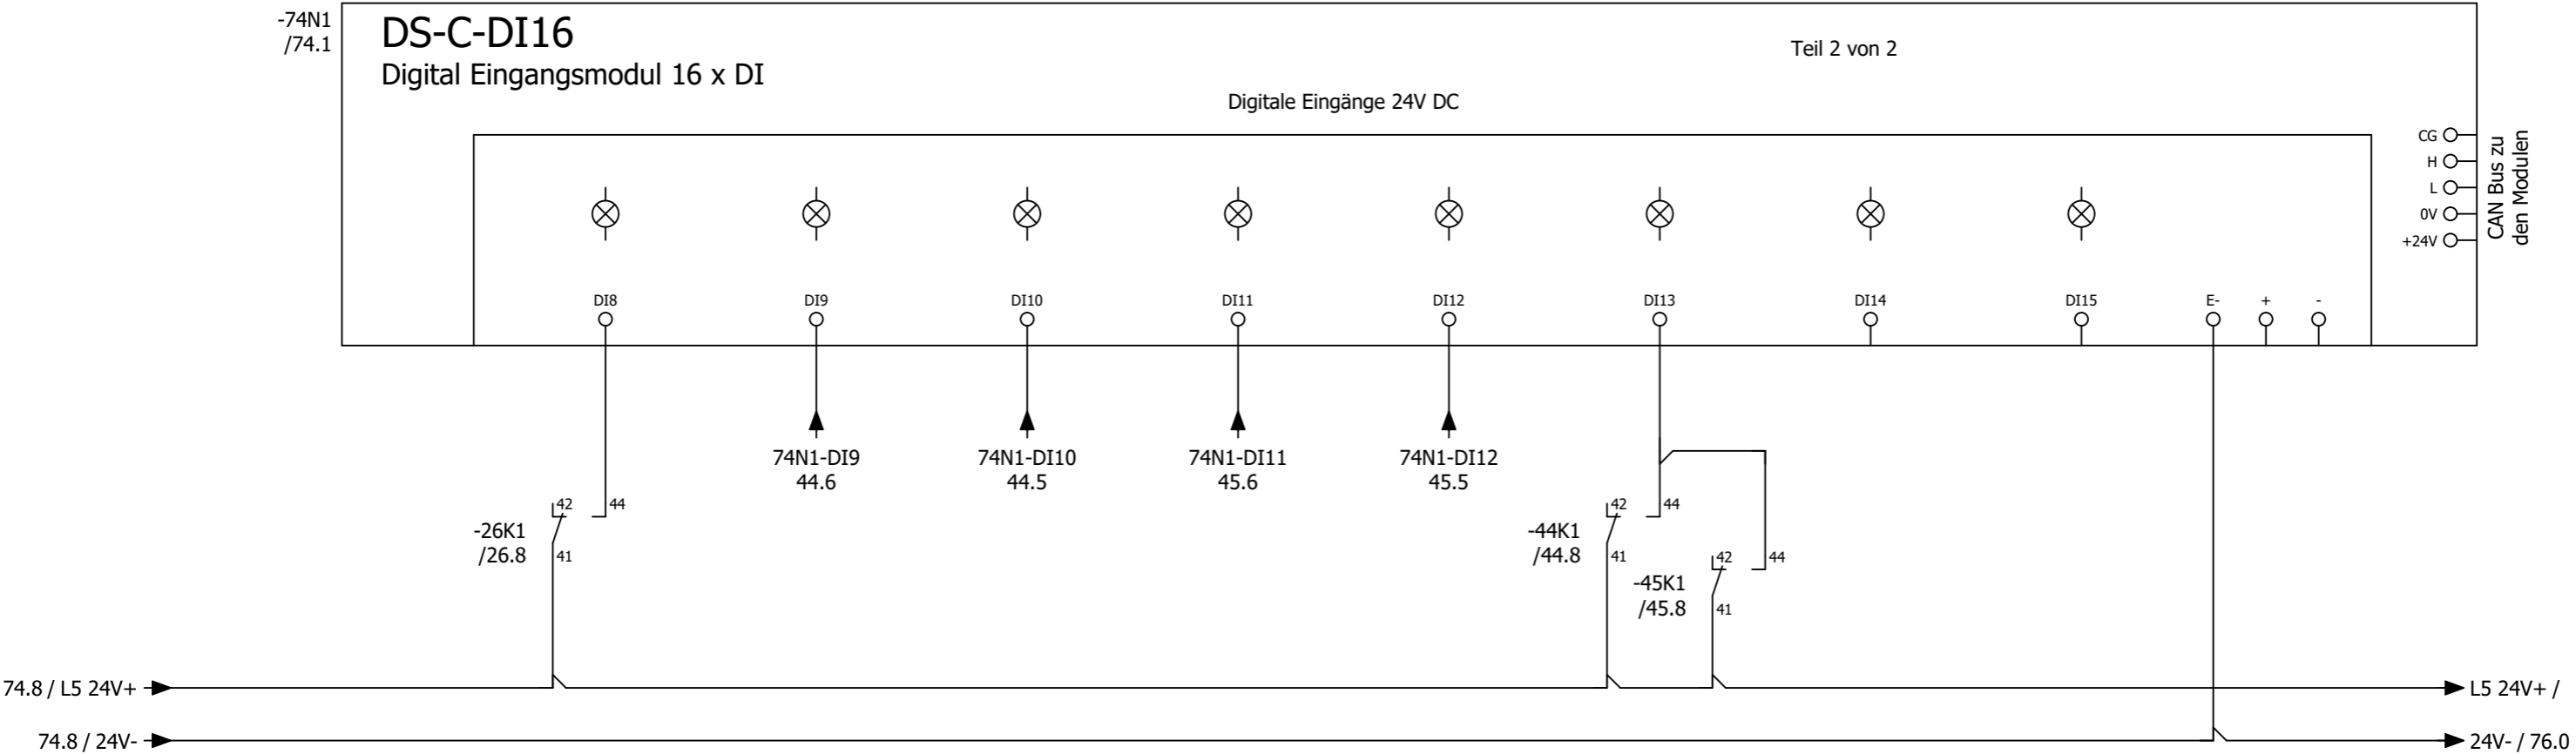 -74N1
/74.1
DS-C-DI16
Digital Eingangsmodul 16 x DI
Teil 2 von 2
Digitale Eingänge 24V DC
CG
H
L
0V
+24V
CAN Bus zu
den Modulen
DI8
DI9
DI10
DI11
DI12
DI13
DI14
DI15
E-
+
-
74N1-DI9
44.6
74N1-DI10
44.5
74N1-DI11
45.6
74N1-DI12
45.5
42
44
-26K1
/26.8
41
42
44
-44K1
/44.8
41
42
44
-45K1
/45.8
41
74.8 / L5 24V+
L5 24V+ /
74.8 / 24V-
24V- / 76.0